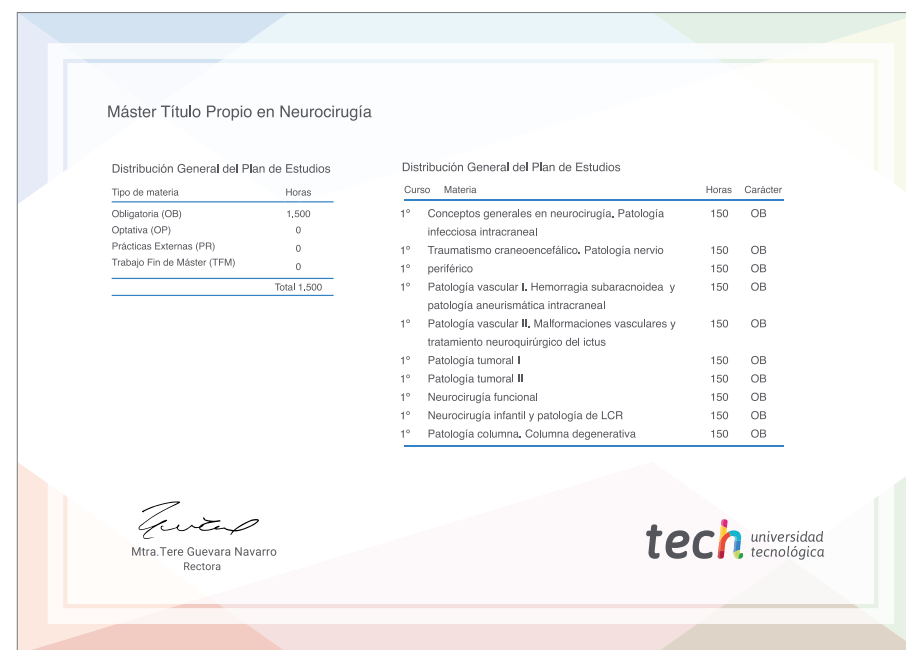 Máster Título Propio en Neurocirugía
Distribución General del Plan de Estudios
Tipo de materia Horas
Obligatoria (OB) 1,500
Optativa (OP) 0
Prácticas Externas (PR) 0
Trabajo Fin de Máster (TFM) 0
Total 1,500
Distribución General del Plan de Estudios
Curso Materia Horas Carácter
1º Conceptos generales en neurocirugía. Patología 150 OB
infecciosa intracraneal
1º Traumatismo craneoencefálico. Patología nervio 150 OB
1º periférico 150 OB
1º Patología vascular I. Hemorragia subaracnoidea y 150 OB
patología aneurismática intracraneal
1º Patología vascular II. Malformaciones vasculares y 150 OB
tratamiento neuroquirúrgico del ictus
1º Patología tumoral I 150 OB
1º Patología tumoral II 150 OB
1º Neurocirugía funcional 150 OB
1º Neurocirugía infantil y patología de LCR 150 OB
1º Patología columna. Columna degenerativa 150 OB
Mtra.Tere Guevara Navarro
Rectora
tech universidad
tecnológica